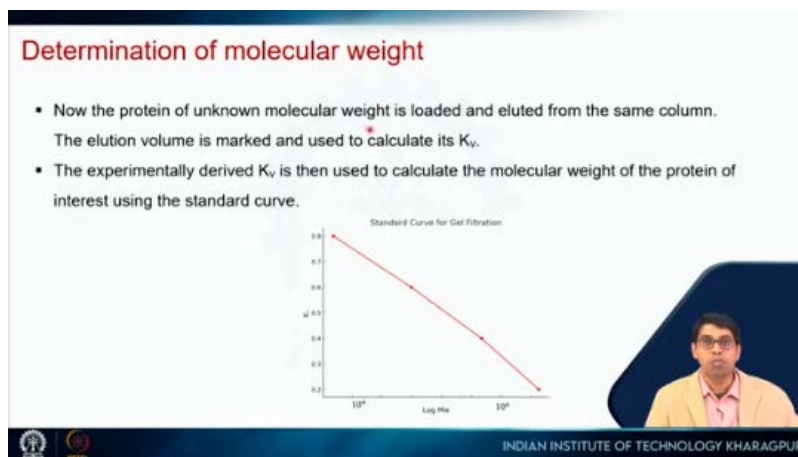 Determination of molecular weight
▪ Now the protein of unknown molecular weight is loaded and eluted from the same column.
The elution volume is marked and used to calculate its Kᵥ.
▪ The experimentally derived Kᵥ is then used to calculate the molecular weight of the protein of
interest using the standard curve.
Standard Curve for Gel Filtration
0.8
0.7
0.6
0.5
0.4
0.3
0.2
10⁴
Log Mw
INDIAN INSTITUTE OF TECHNOLOGY KHARAGPUR